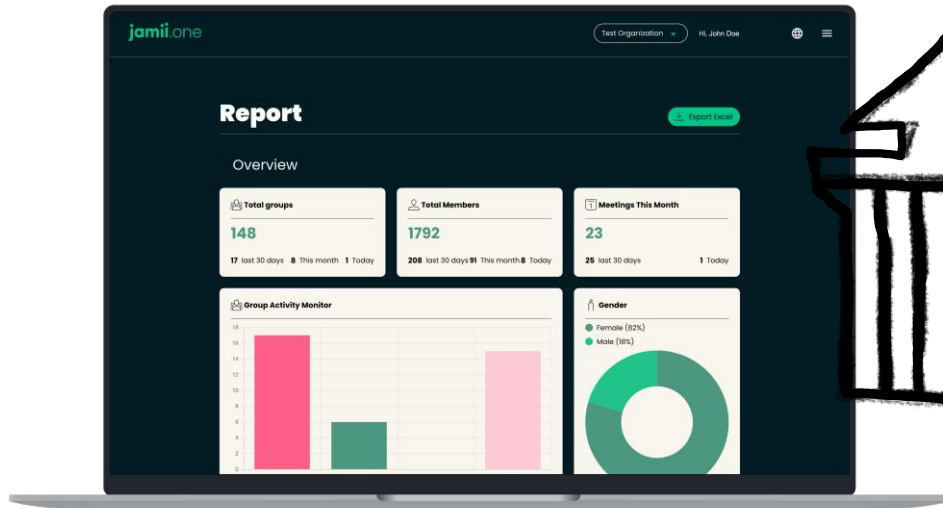 jamii.one
Test Organization
Hi, John Doe
Report
Export Excel
Overview
Total groups
148
17 last 30 days 8 This month 1 Today
Total Members
1792
208 last 30 days 91 This month 8 Today
1
Meetings This Month
23
25 last 30 days 1 Today
Group Activity Monitor
18
16
14
12
10
8
6
4
2
0
Gender
Female (82%)
Male (18%)